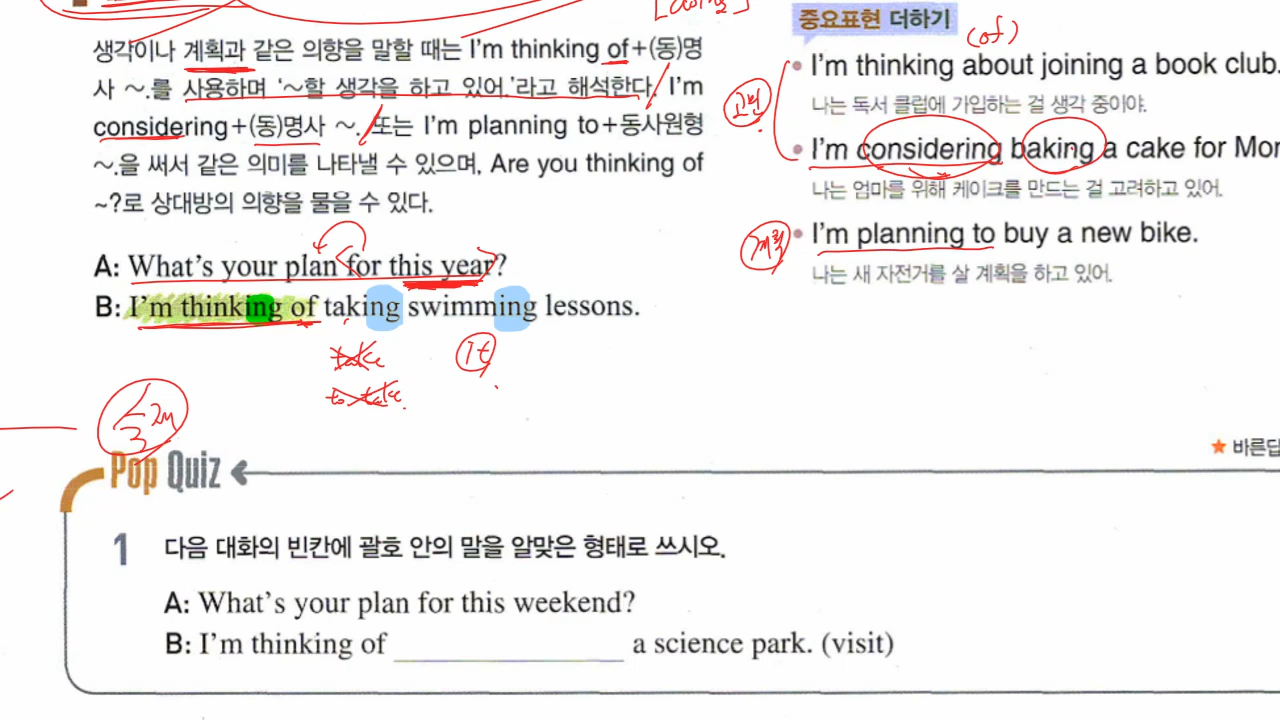 생각이나 계획과 같은 의향을 말할 때는 I'm thinking of+(동)명
사 ~.를 사용하며 '~할 생각을 하고 있어.'라고 해석한다. I'm
considering+(동)명사 ~. 또는 I'm planning to+동사원형
~.을 써서 같은 의미를 나타낼 수 있으며, Are you thinking of
~?로 상대방의 의향을 물을 수 있다.
A: What's your plan for this year?
B: I'm thinking of taking swimming lessons.
take
to take
중요표현 더하기
(of)
I'm thinking about joining a book club.
나는 독서 클럽에 가입하는 걸 생각 중이야.
I'm considering baking a cake for Mom
나는 엄마를 위해 케이크를 만드는 걸 고려하고 있어.
계획
I'm planning to buy a new bike.
나는 새 자전거를 살 계획을 하고 있어.
Pop Quiz
바른답
1 다음 대화의 빈칸에 괄호 안의 말을 알맞은 형태로 쓰시오.
A: What's your plan for this weekend?
B: I'm thinking of ____________ a science park. (visit)